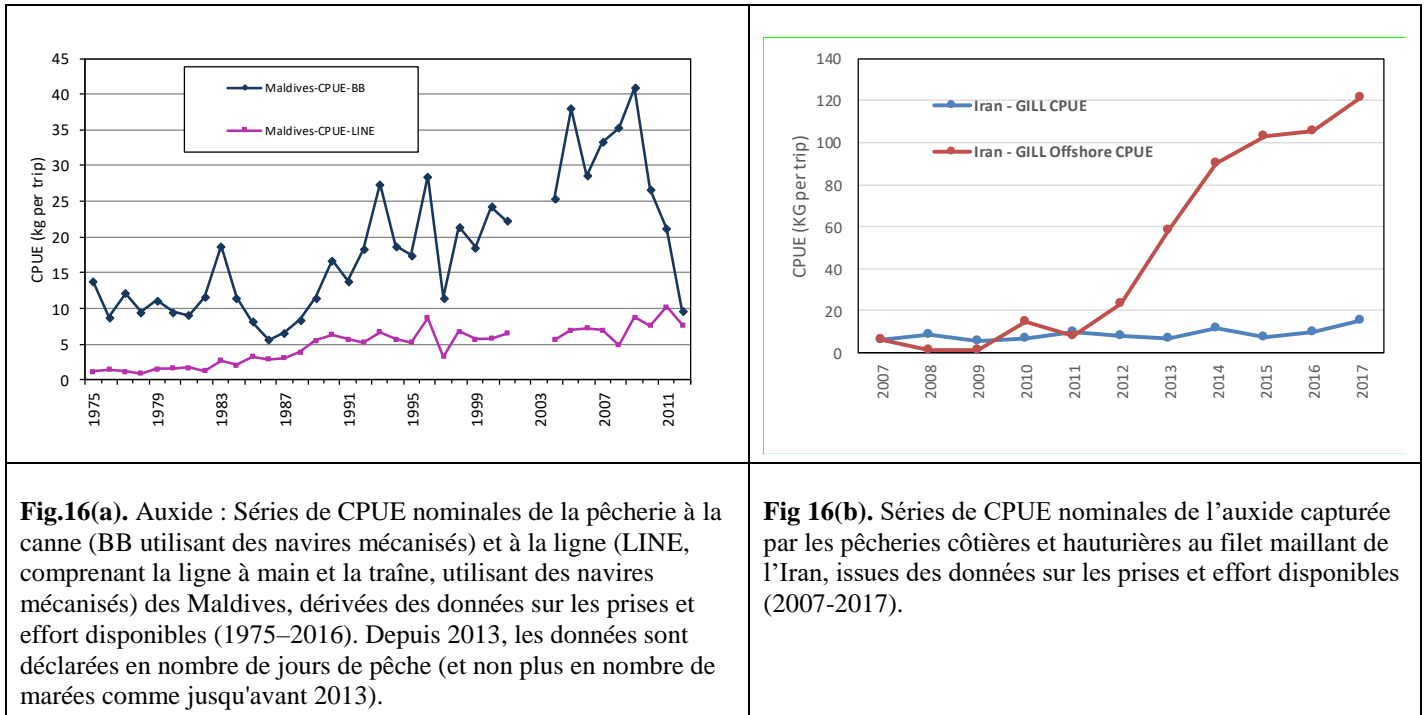 45
40
35
30
25
20
15
10
5
0
CPUE (kg per trip)
Maldives-CPUE-BB
Maldives-CPUE-LINE
1975
1979
1983
1987
1991
1995
1999
2003
2007
2011
140
120
100
80
60
40
20
0
CPUE (KG per trip)
Iran - GILL CPUE
Iran - GILL Offshore CPUE
2007
2008
2009
2010
2011
2012
2013
2014
2015
2016
2017
Fig.16(a). Auxide : Séries de CPUE nominales de la pêcherie à la
canne (BB utilisant des navires mécanisés) et à la ligne (LINE,
comprenant la ligne à main et la traîne, utilisant des navires
mécanisés) des Maldives, dérivées des données sur les prises et
effort disponibles (1975–2016). Depuis 2013, les données sont
déclarées en nombre de jours de pêche (et non plus en nombre de
marées comme jusqu'avant 2013).
Fig 16(b). Séries de CPUE nominales de l’auxide capturée
par les pêcheries côtières et hauturières au filet maillant de
l’Iran, issues des données sur les prises et effort disponibles
(2007-2017).